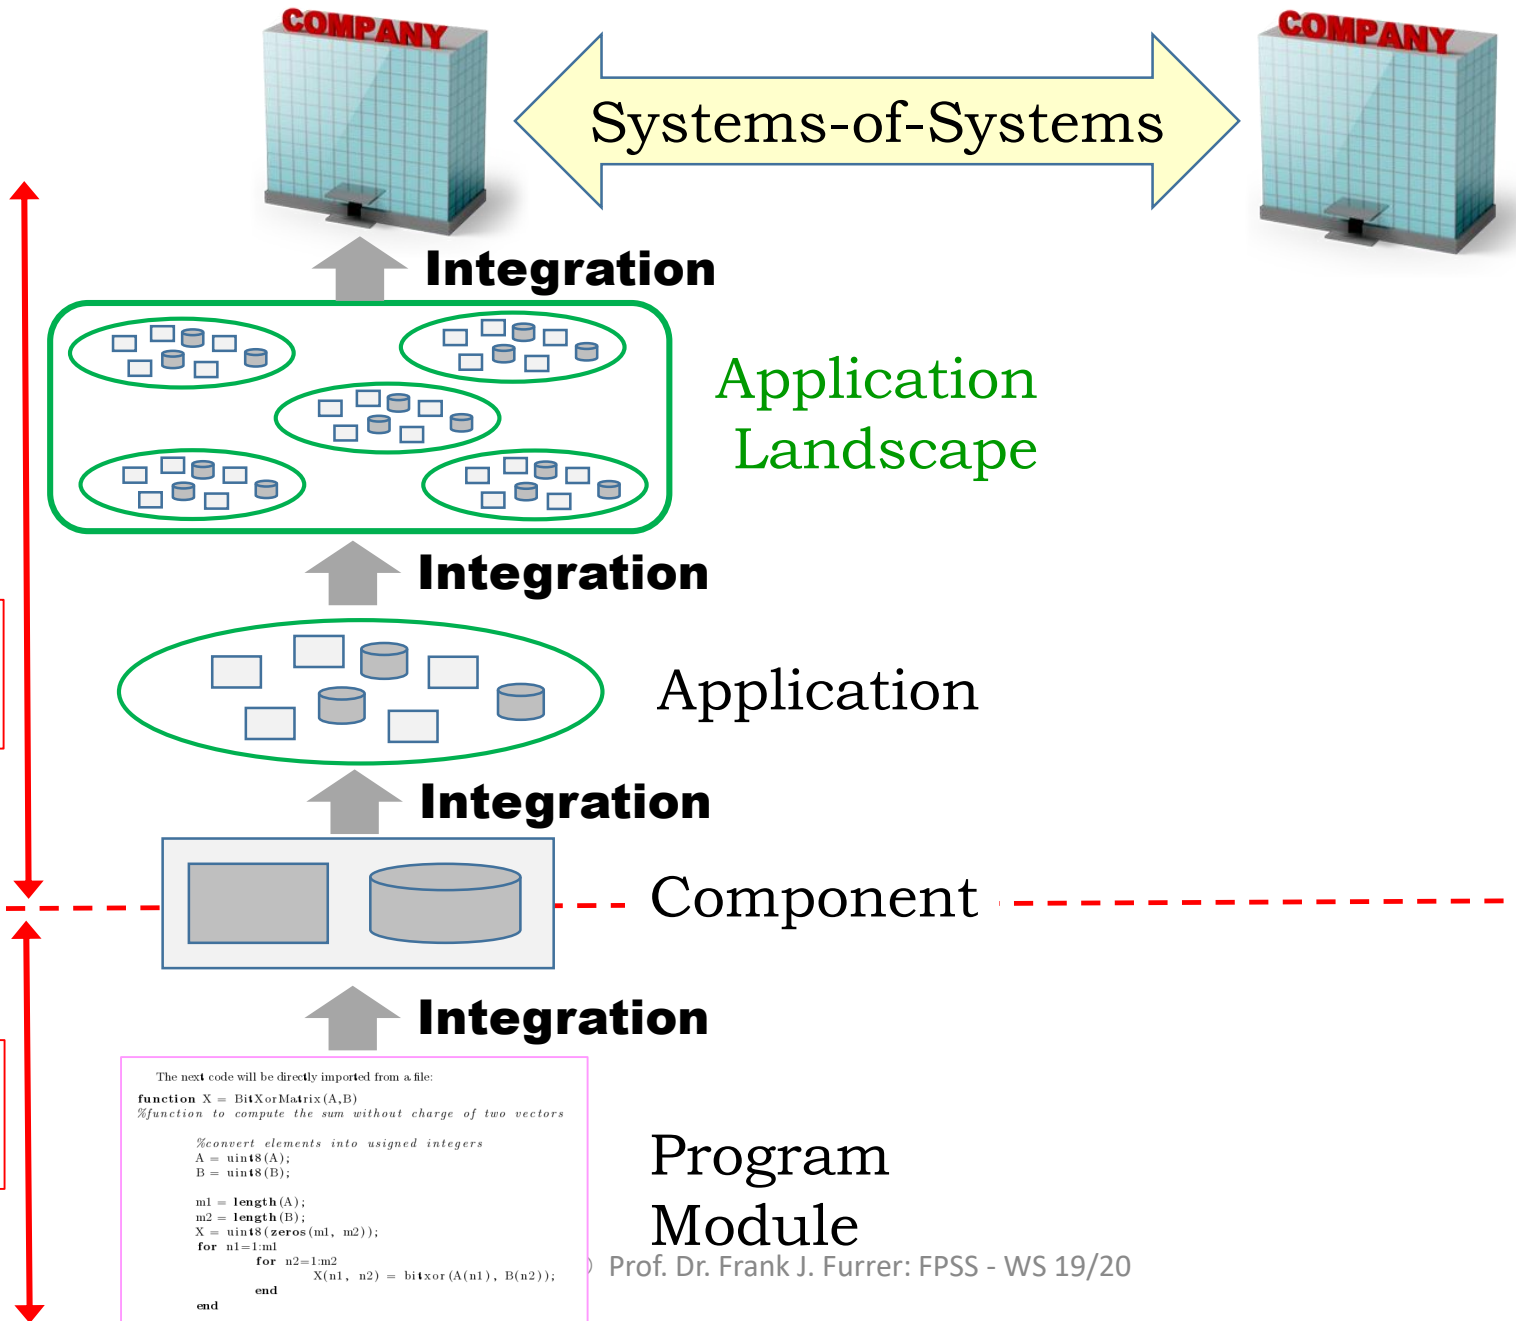 COMPANY
COMPANY
Systems-of-Systems
Integration
Application
Landscape
Integration
Application
Integration
Component
Integration
The next code will be directly imported from a file:
function X = BitXorMatrix(A,B)
%function to compute the sum without charge of two vectors
%convert elements into usigned integers
A = uint8(A);
B = uint8(B);
m1 = length(A);
m2 = length(B);
X = uint8(zeros(m1, m2));
for n1=1:m1
for n2=1:m2
X(n1, n2) = bitxor(A(n1), B(n2));
end
end
Program
Module
Prof. Dr. Frank J. Furrer: FPSS - WS 19/20